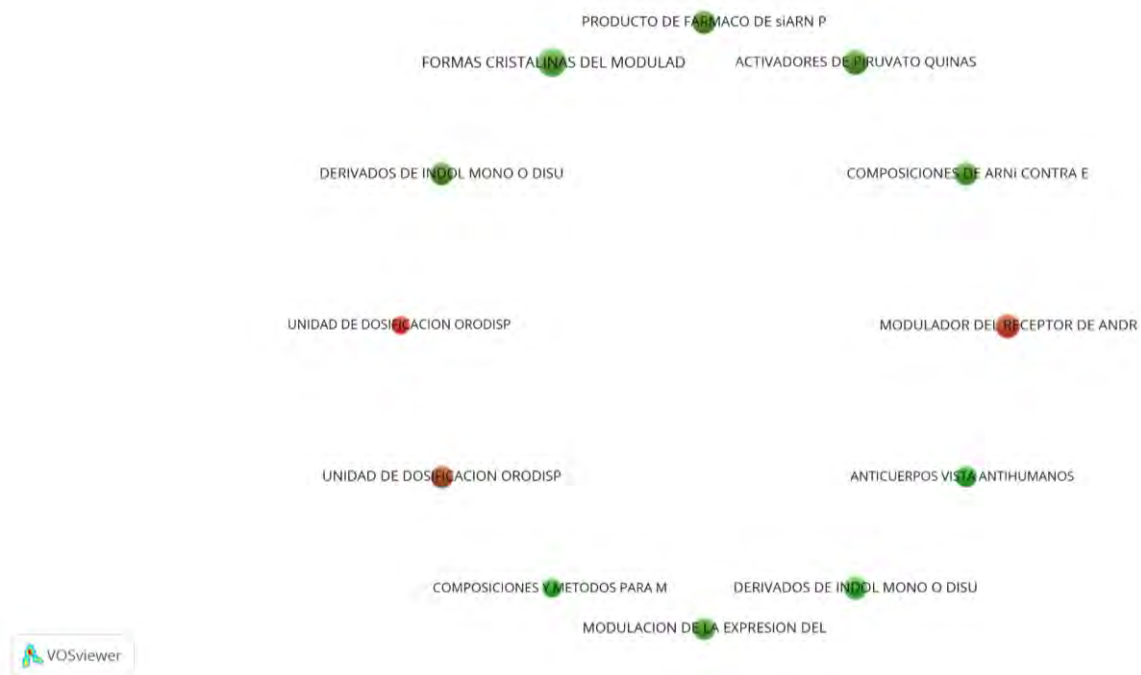 PRODUCTO DE FARMACO DE siARN P
FORMAS CRISTALINAS DEL MODULAD
ACTIVADORES DE PIRUVATO QUINAS
DERIVADOS DE INDOL MONO O DISU
COMPOSICIONES DE ARNi CONTRA E
UNIDAD DE DOSIFICACION ORODISP
MODULADOR DEL RECEPTOR DE ANDR
UNIDAD DE DOSIFICACION ORODISP
ANTICUERPOS VISTA ANTIHUMANOS
COMPOSICIONES Y METODOS PARA M
DERIVADOS DE INDOL MONO O DISU
MODULACION DE LA EXPRESION DEL
VOSviewer